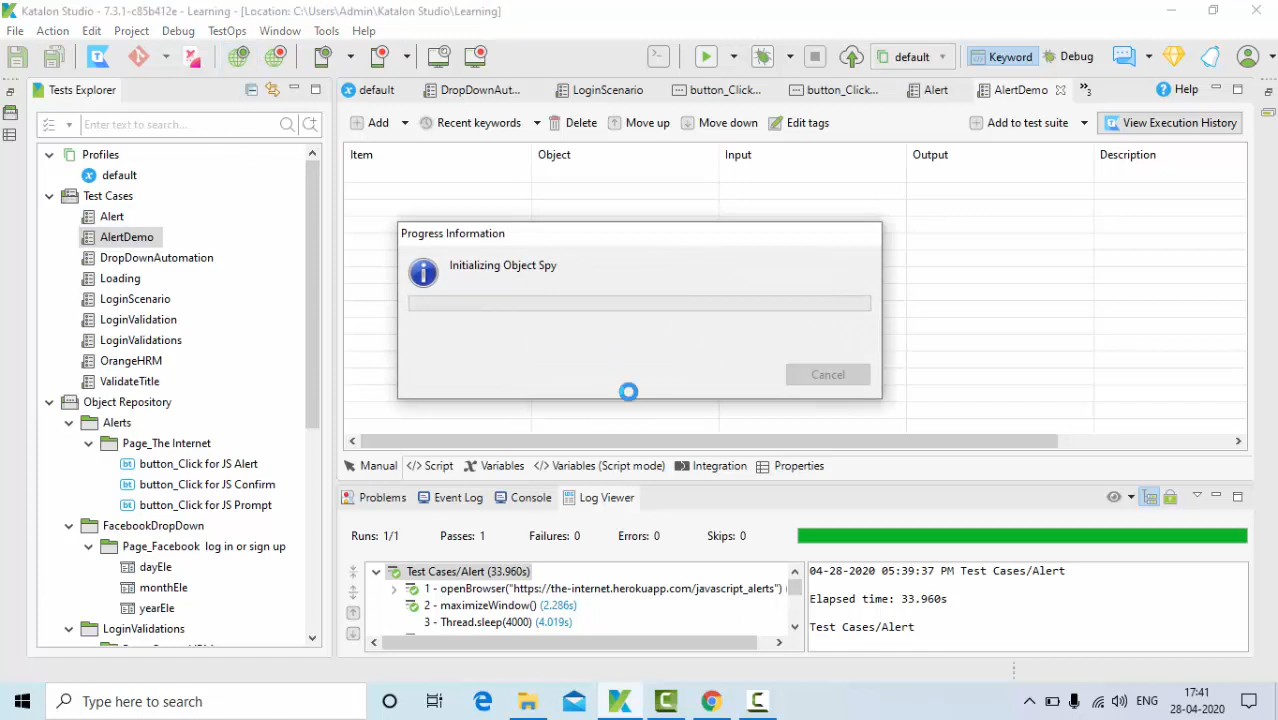 Katalon Studio - 7.3.1-c85b412e - Learning - [Location: C:\Users\Admin\Katalon Studio\Learning]
File Action Edit Project Debug TestOps Window Tools Help
default Keyword Debug
Tests Explorer
default DropDownAut... LoginScenario button_Click... button_Click... Alert AlertDemo Help
Enter text to search...
Add Recent keywords Delete Move up Move down Edit tags Add to test suite View Execution History
Item Object Input Output Description
Profiles
default
Test Cases
Alert
AlertDemo
DropDownAutomation
Loading
LoginScenario
LoginValidation
LoginValidations
OrangeHRM
ValidateTitle
Object Repository
Alerts
Page_The Internet
button_Click for JS Alert
button_Click for JS Confirm
button_Click for JS Prompt
FacebookDropDown
Page_Facebook log in or sign up
dayEle
monthEle
yearEle
LoginValidations
Progress Information
Initializing Object Spy
Cancel
Manual </> Script Variables </> Variables (Script mode) Integration Properties
Problems Event Log Console Log Viewer
Runs: 1/1 Passes: 1 Failures: 0 Errors: 0 Skips: 0
Test Cases/Alert (33.960s)
1 - openBrowser("https://the-internet.herokuapp.com/javascript_alerts") (
2 - maximizeWindow() (2.286s)
3 - Thread.sleep(4000) (4.019s)
04-28-2020 05:39:37 PM Test Cases/Alert
Elapsed time: 33.960s
Test Cases/Alert
Type here to search
ENG
17:41
28-04-2020